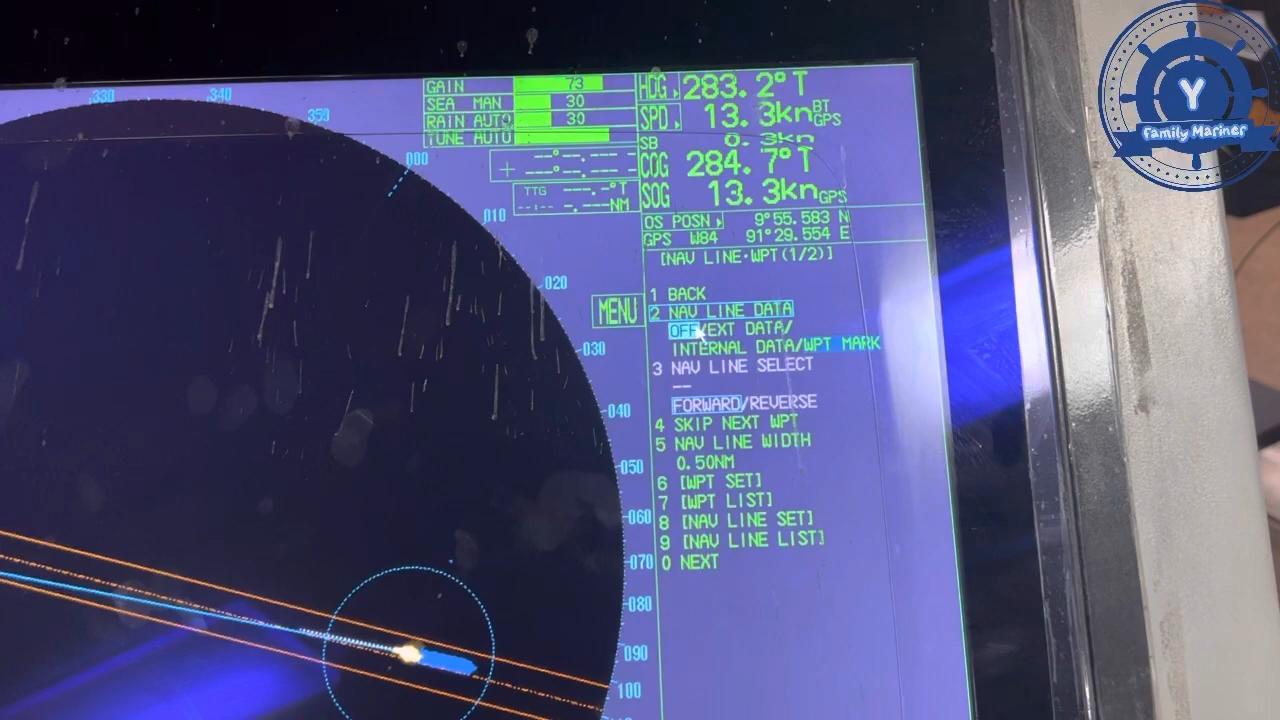 330
340
350
000
010
020
030
040
050
060
070
080
090
100
GAIN 73
SEA MAN 30
RAIN AUTO 30
TUNE AUTO
HDG 283.2°T
SPD 13.3kn BT GPS
SB 0.3kn
COG 284.7°T
SOG 13.3kn GPS
+ --°--.---
---°--.---
TTG ---.-°T
--:-- -.---NM
OS POSN 9°55.583 N
GPS W84 91°29.554 E
[NAV LINE·WPT(1/2)]
MENU
1 BACK
2 NAV LINE DATA
OFF/EXT DATA/
INTERNAL DATA/WPT MARK
3 NAV LINE SELECT
--
FORWARD/REVERSE
4 SKIP NEXT WPT
5 NAV LINE WIDTH
0.50NM
6 [WPT SET]
7 [WPT LIST]
8 [NAV LINE SET]
9 [NAV LINE LIST]
0 NEXT
Y
Family Mariner